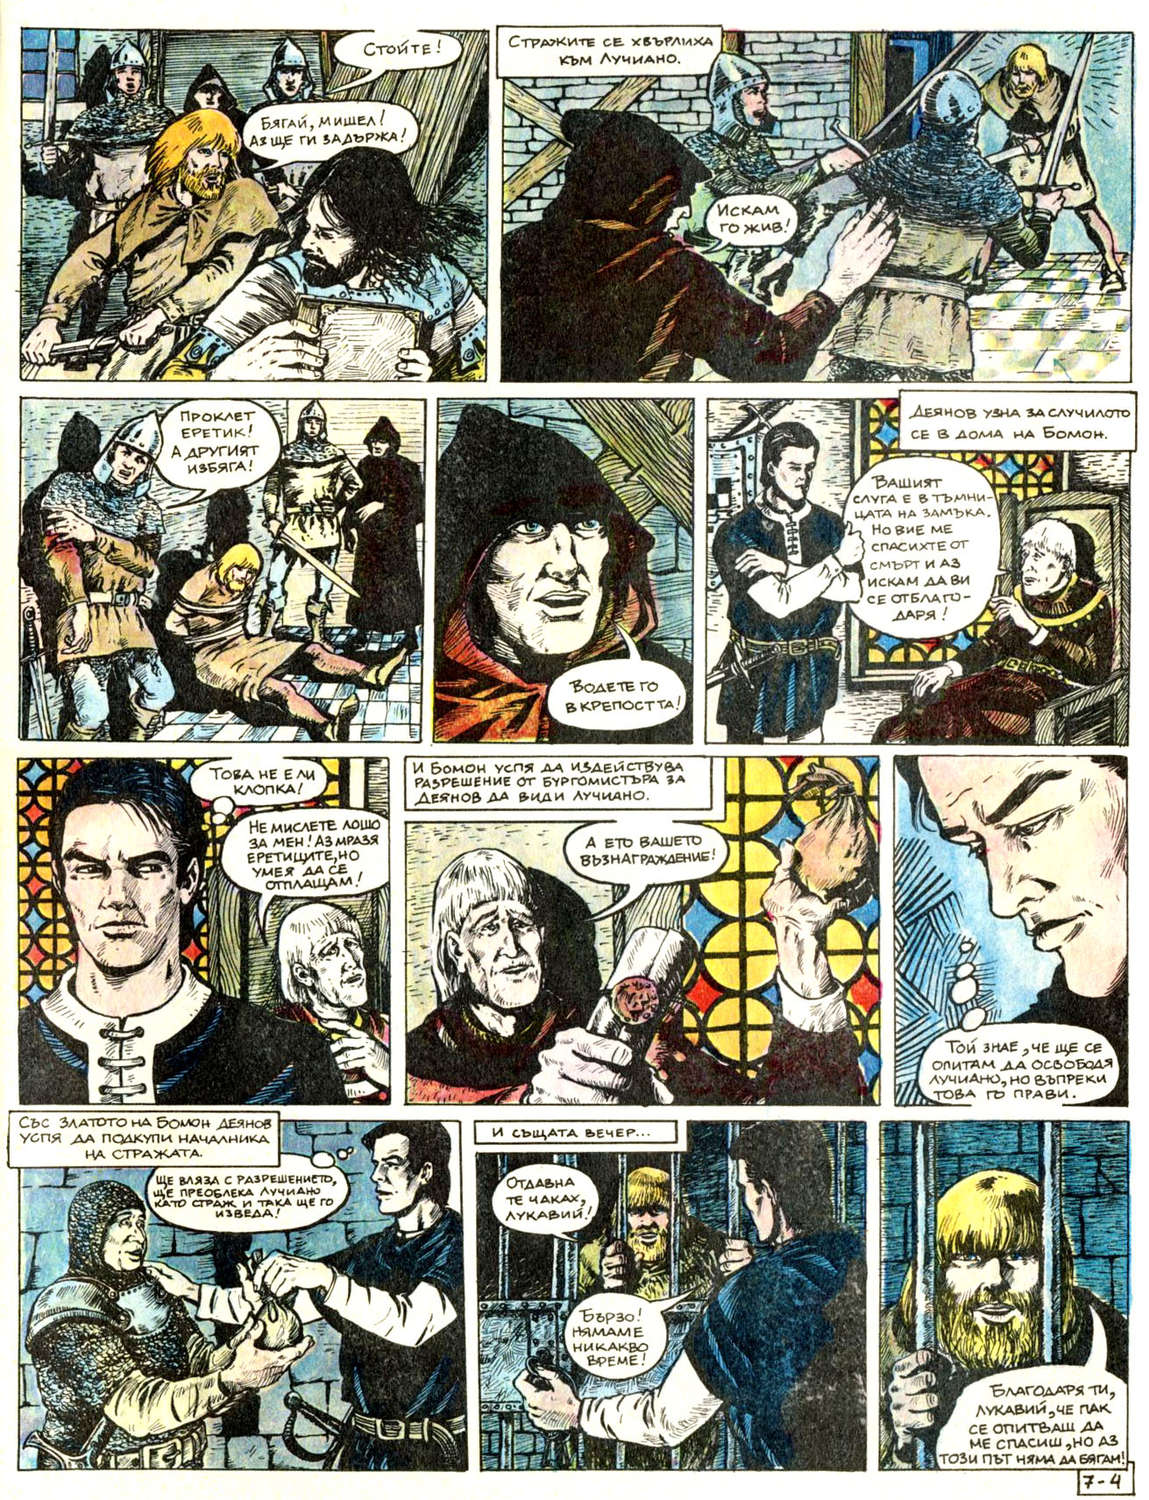 Стойте!
Бягай, Мишел!
Аз ще ги задържа!
Стражите се хвърлиха
към Лучиано.
Искам
го жив!
Проклет
еретик!
А другият
избяга!
Водете го
в крепостта!
Деянов узна за случилото
се в дома на Бомон.
Вашият
слуга е в тъмни-
цата на замъка.
Но вие ме
спасихте от
смърт и аз
искам да ви
се отблаго-
даря!
Това не е ли
клопка!
Не мислете лошо
за мен! Аз мразя
еретиците, но
умея да се
отплащам!
И Бомон успя да издействува
разрешение от бургомистъра за
Деянов да види Лучиано.
А ето вашето
възнаграждение!
Той знае, че ще се
опитам да освободя
Лучиано, но въпреки
това го прави.
Със златото на Бомон Деянов
успя да подкупи началника
на стражата.
Ще вляза с разрешението,
ще преоблека Лучиано
като страж и така ще го
изведа!
И същата вечер...
Отдавна
те чаках,
Лукавий!
Бързо!
Нямаме
никакво
време!
Благодаря ти,
Лукавий, че пак
се опитваш да
ме спасиш, но аз
този път няма да бягам!
7-4